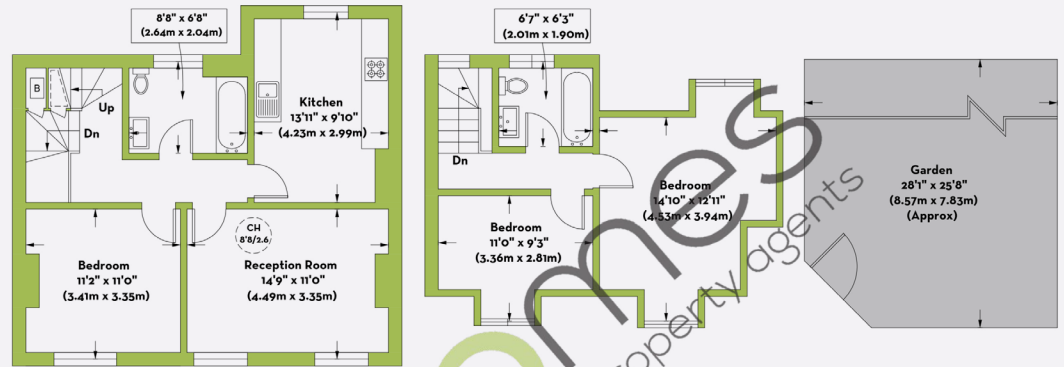 8'8" x 6'8"
(2.64m x 2.04m)
B
Up
Dn
Kitchen
13'11" x 9'10"
(4.23m x 2.99m)
CH
8'8/2.6
Bedroom
11'2" x 11'0"
(3.41m x 3.35m)
Reception Room
14'9" x 11'0"
(4.49m x 3.35m)
6'7" x 6'3"
(2.01m x 1.90m)
Dn
Bedroom
14'10" x 12'11"
(4.53m x 3.94m)
Bedroom
11'0" x 9'3"
(3.36m x 2.81m)
Garden
28'1" x 25'8"
(8.57m x 7.83m)
(Approx)
omes
property agents